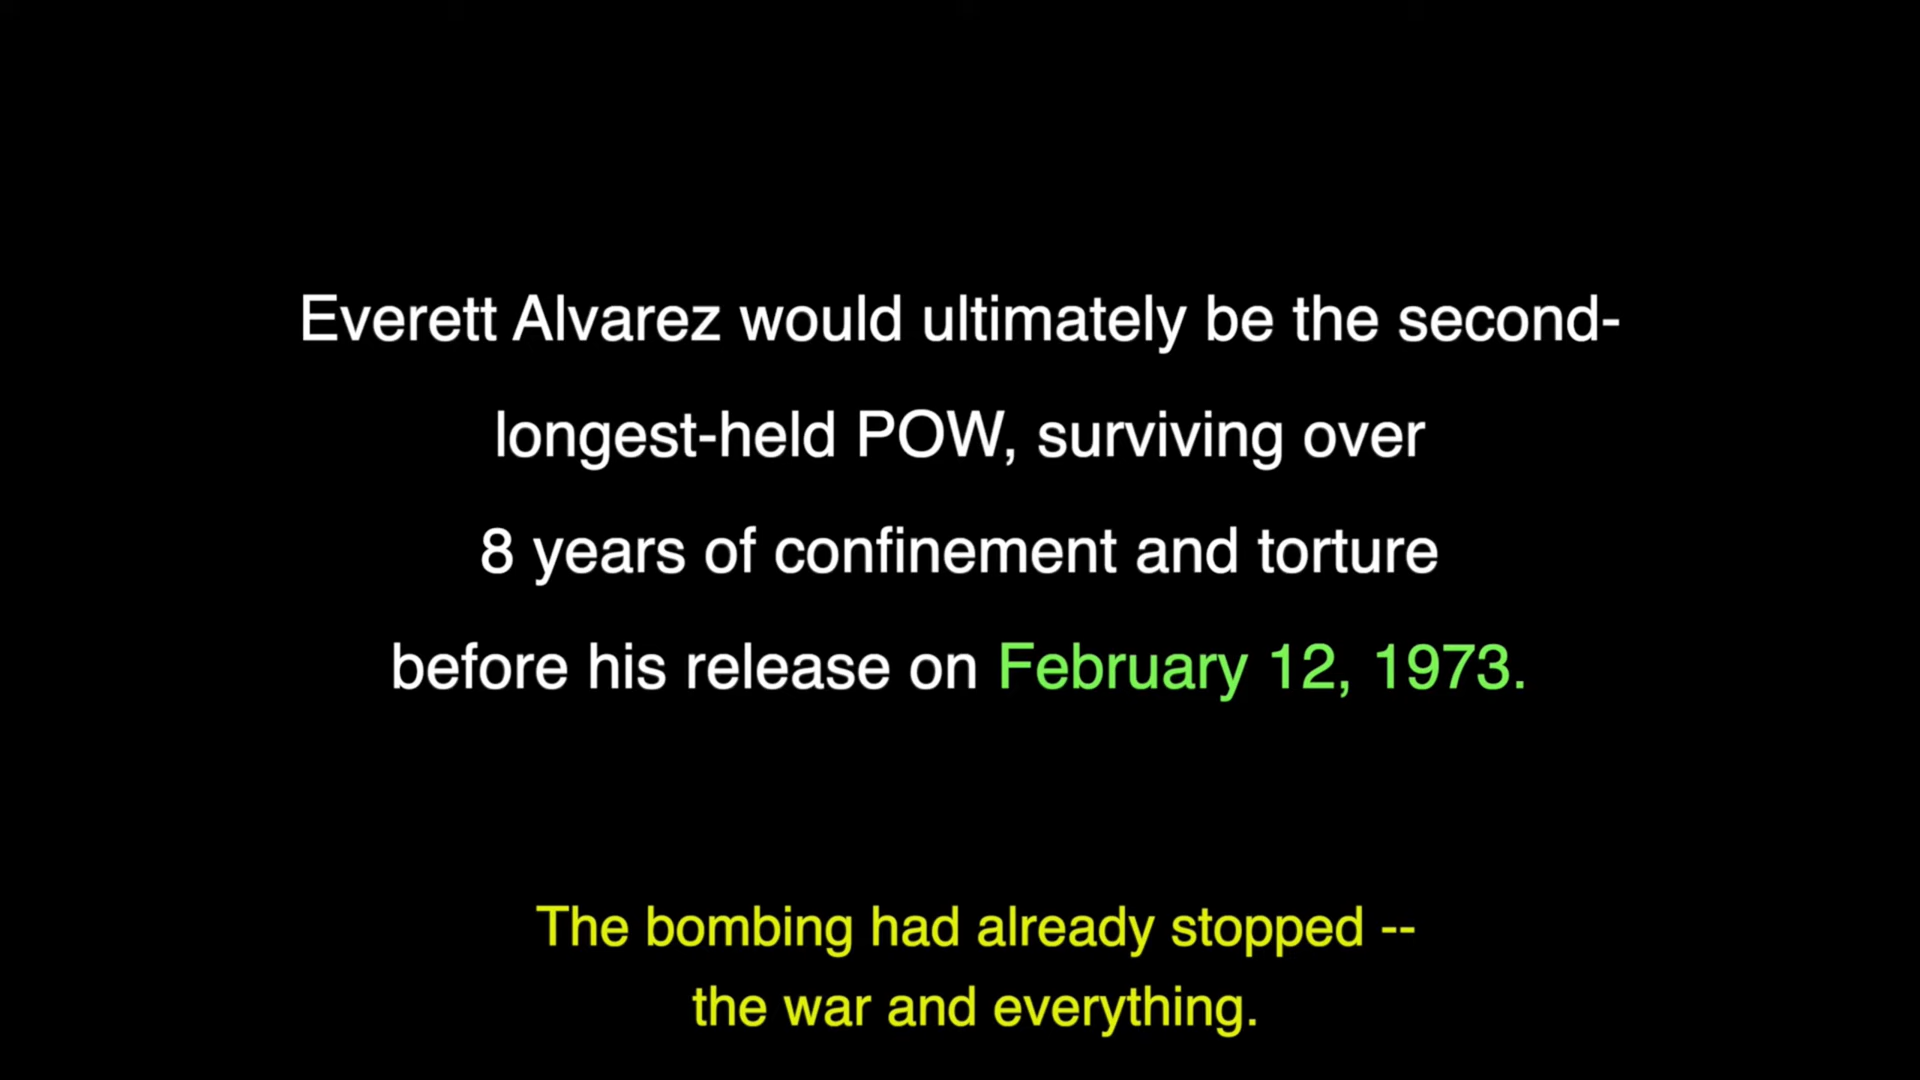 Everett Alvarez would ultimately be the second-
longest-held POW, surviving over
8 years of confinement and torture
before his release on February 12, 1973.
The bombing had already stopped --
the war and everything.